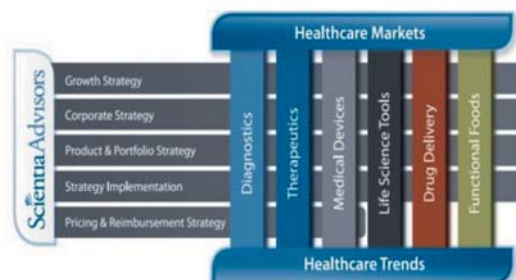 Healthcare Markets
Scientia Advisors
Growth Strategy
Corporate Strategy
Product & Portfolio Strategy
Strategy Implementation
Pricing & Reimbursement Strategy
Diagnostics
Therapeutics
Medical Devices
Life Science Tools
Drug Delivery
Functional Foods
Healthcare Trends